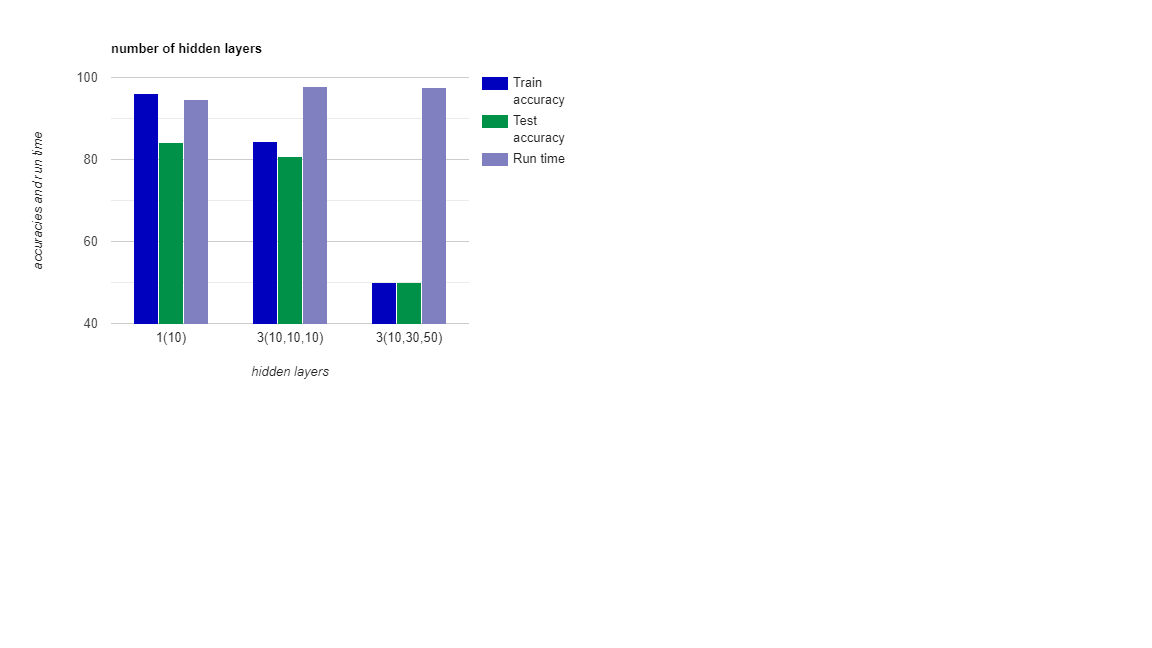 number of hidden layers
100
80
60
40
accuracies and run time
1(10)
3(10,10,10)
3(10,30,50)
hidden layers
Train
accuracy
Test
accuracy
Run time